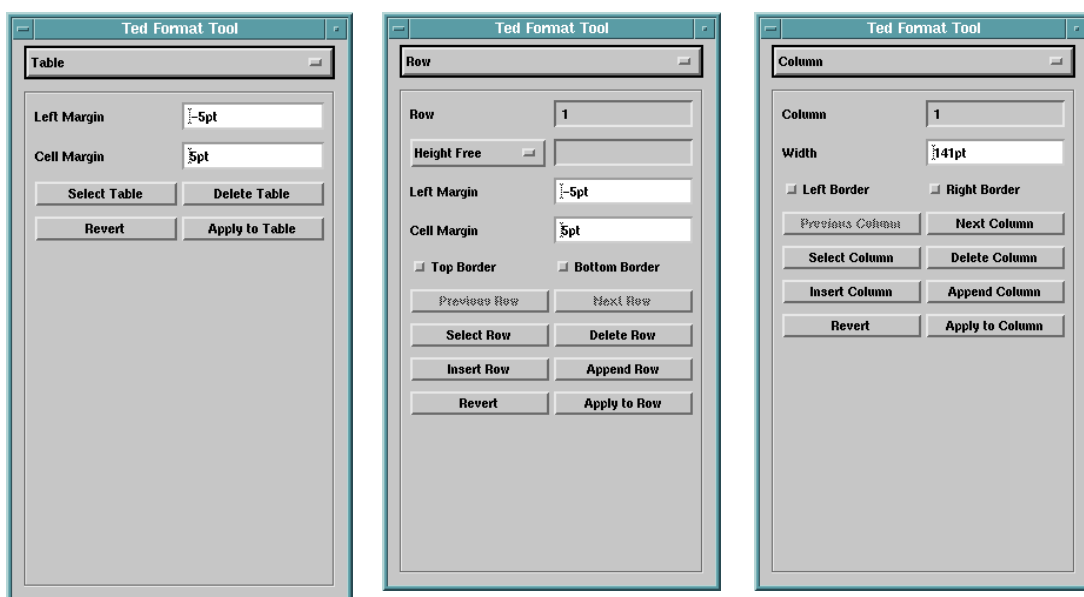 Ted Format Tool
Table
Left Margin -5pt
Cell Margin 5pt
Select Table Delete Table
Revert Apply to Table
Ted Format Tool
Row
Row 1
Height Free
Left Margin -5pt
Cell Margin 5pt
Top Border Bottom Border
Previous Row Next Row
Select Row Delete Row
Insert Row Append Row
Revert Apply to Row
Ted Format Tool
Column
Column 1
Width 141pt
Left Border Right Border
Previous Column Next Column
Select Column Delete Column
Insert Column Append Column
Revert Apply to Column